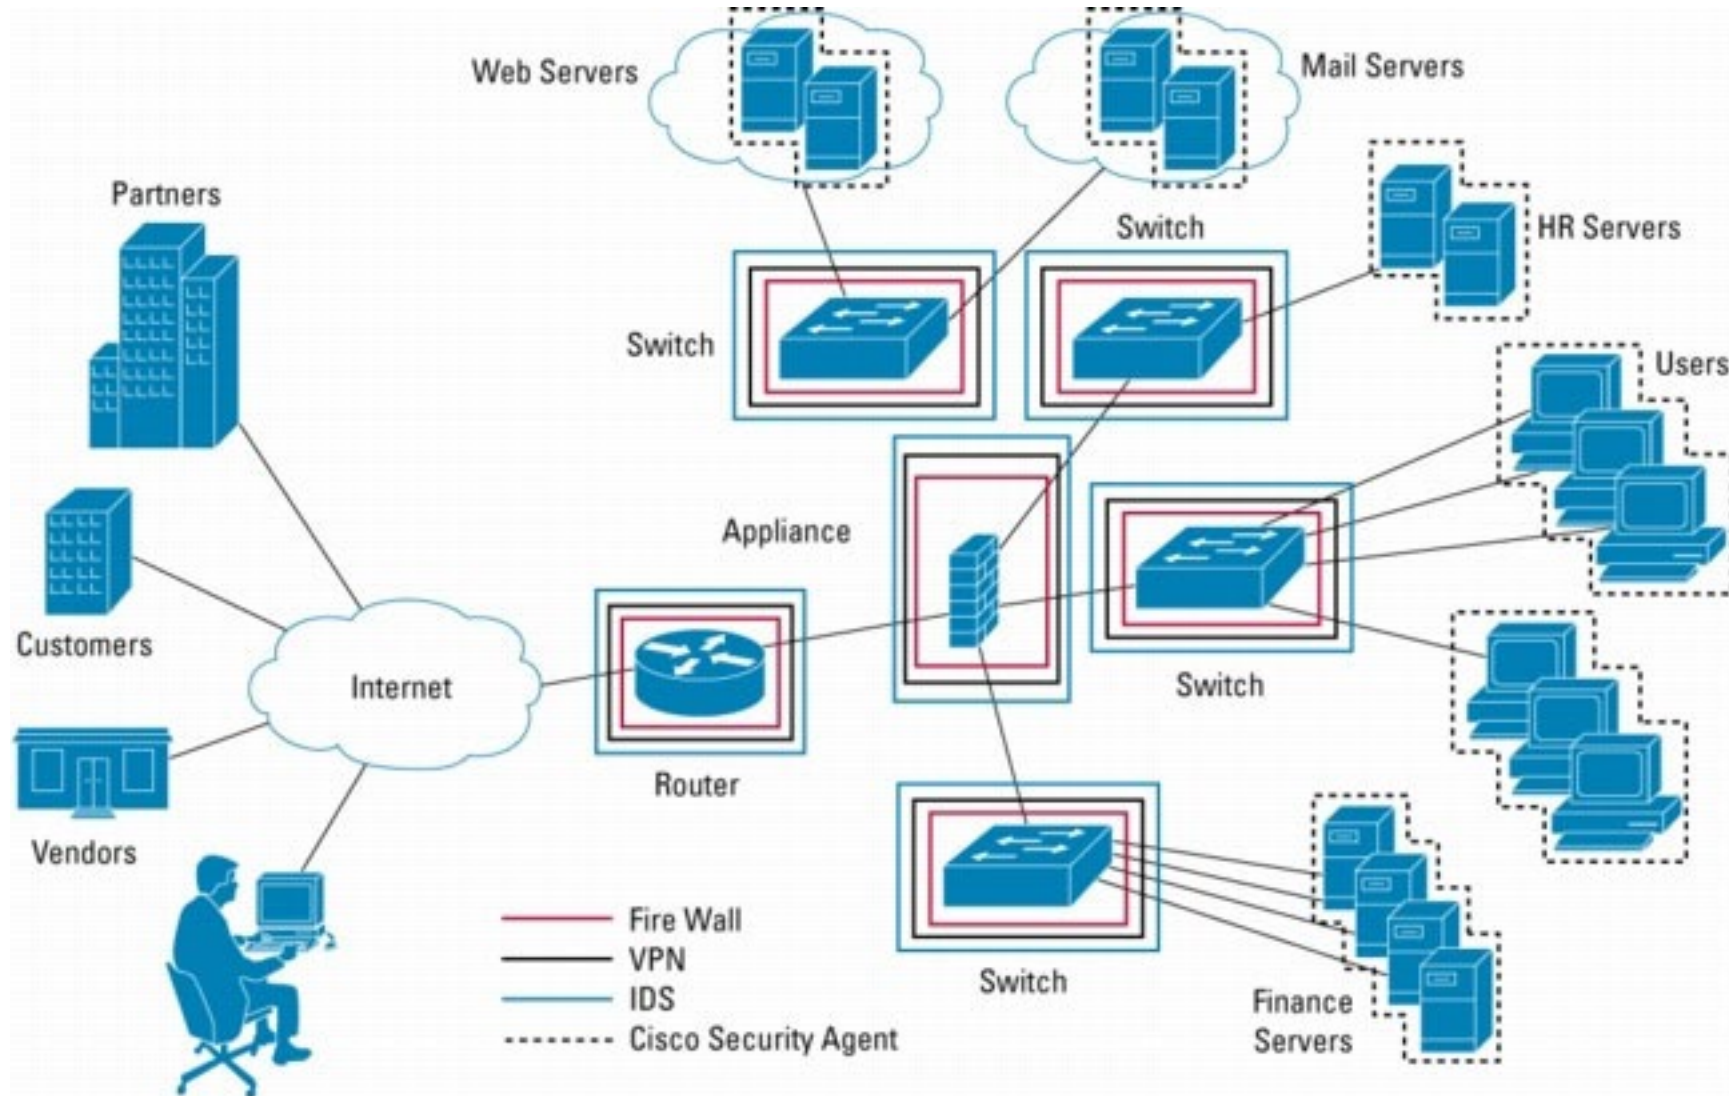 Web Servers
Mail Servers
Partners
Switch
HR Servers
Switch
Users
Appliance
Customers
Internet
Switch
Router
Vendors
Fire Wall
VPN
IDS
Cisco Security Agent
Switch
Finance
Servers